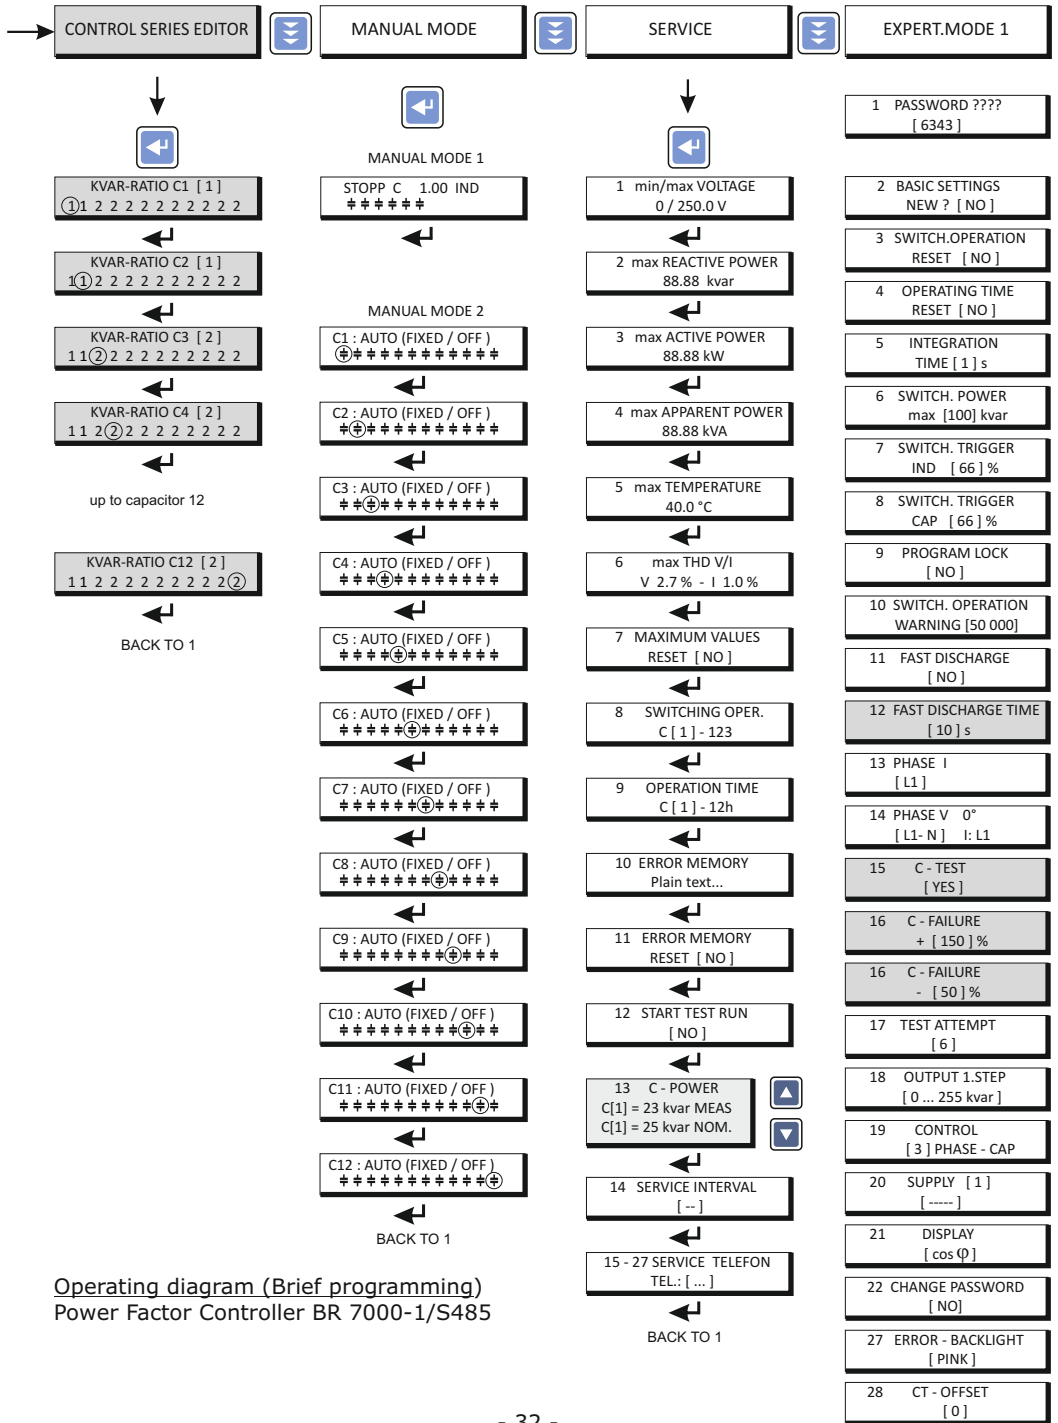 CONTROL SERIES EDITOR
KVAR-RATIO C1 [ 1 ]
1 1 2 2 2 2 2 2 2 2 2 2
KVAR-RATIO C2 [ 1 ]
1 1 2 2 2 2 2 2 2 2 2 2
KVAR-RATIO C3 [ 2 ]
1 1 2 2 2 2 2 2 2 2 2 2
KVAR-RATIO C4 [ 2 ]
1 1 2 2 2 2 2 2 2 2 2 2
up to capacitor 12
KVAR-RATIO C12 [ 2 ]
1 1 2 2 2 2 2 2 2 2 2 2
BACK TO 1
MANUAL MODE
MANUAL MODE 1
STOPP C 1.00 IND
MANUAL MODE 2
C1 : AUTO (FIXED / OFF )
C2 : AUTO (FIXED / OFF )
C3 : AUTO (FIXED / OFF )
C4 : AUTO (FIXED / OFF )
C5 : AUTO (FIXED / OFF )
C6 : AUTO (FIXED / OFF )
C7 : AUTO (FIXED / OFF )
C8 : AUTO (FIXED / OFF )
C9 : AUTO (FIXED / OFF )
C10 : AUTO (FIXED / OFF )
C11 : AUTO (FIXED / OFF )
C12 : AUTO (FIXED / OFF )
BACK TO 1
SERVICE
1 min/max VOLTAGE
0 / 250.0 V
2 max REACTIVE POWER
88.88 kvar
3 max ACTIVE POWER
88.88 kW
4 max APPARENT POWER
88.88 kVA
5 max TEMPERATURE
40.0 °C
6 max THD V/I
V 2.7 % - I 1.0 %
7 MAXIMUM VALUES
RESET [ NO ]
8 SWITCHING OPER.
C [ 1 ] - 123
9 OPERATION TIME
C [ 1 ] - 12h
10 ERROR MEMORY
Plain text...
11 ERROR MEMORY
RESET [ NO ]
12 START TEST RUN
[ NO ]
13 C - POWER
C[1] = 23 kvar MEAS
C[1] = 25 kvar NOM.
14 SERVICE INTERVAL
[ -- ]
15 - 27 SERVICE TELEFON
TEL.: [ ... ]
BACK TO 1
EXPERT.MODE 1
1 PASSWORD ????
[ 6343 ]
2 BASIC SETTINGS
NEW ? [ NO ]
3 SWITCH.OPERATION
RESET [ NO ]
4 OPERATING TIME
RESET [ NO ]
5 INTEGRATION
TIME [ 1 ] s
6 SWITCH. POWER
max [100] kvar
7 SWITCH. TRIGGER
IND [ 66 ] %
8 SWITCH. TRIGGER
CAP [ 66 ] %
9 PROGRAM LOCK
[ NO ]
10 SWITCH. OPERATION
WARNING [50 000]
11 FAST DISCHARGE
[ NO ]
12 FAST DISCHARGE TIME
[ 10 ] s
13 PHASE I
[ L1 ]
14 PHASE V 0°
[ L1- N ] I: L1
15 C - TEST
[ YES ]
16 C - FAILURE
+ [ 150 ] %
16 C - FAILURE
- [ 50 ] %
17 TEST ATTEMPT
[ 6 ]
18 OUTPUT 1.STEP
[ 0 ... 255 kvar ]
19 CONTROL
[ 3 ] PHASE - CAP
20 SUPPLY [ 1 ]
[ ----- ]
21 DISPLAY
[ cos φ ]
22 CHANGE PASSWORD
[ NO]
27 ERROR - BACKLIGHT
[ PINK ]
28 CT - OFFSET
[ 0 ]
Operating diagram (Brief programming)
Power Factor Controller BR 7000-1/S485
- 32 -